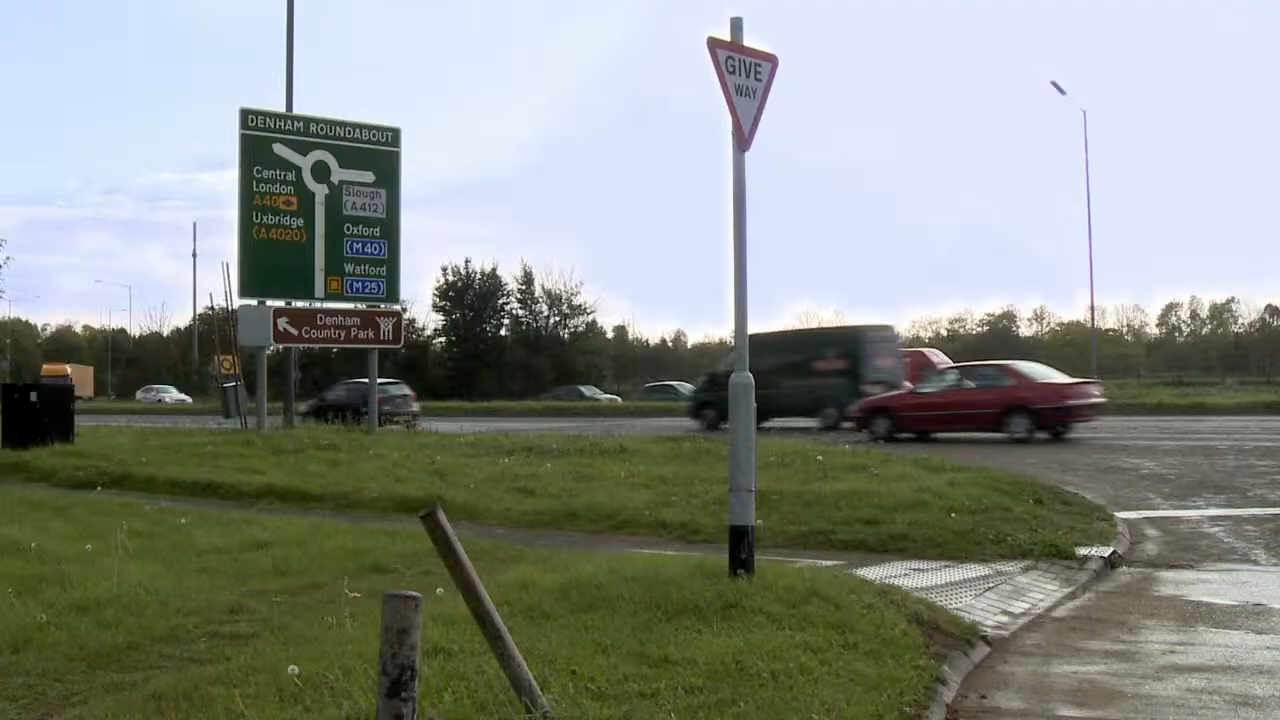 DENHAM ROUNDABOUT
Central
London
A40
Uxbridge
(A4020)
Slough
(A412)
Oxford
(M40)
Watford
(M25)
Denham
Country Park
GIVE
WAY